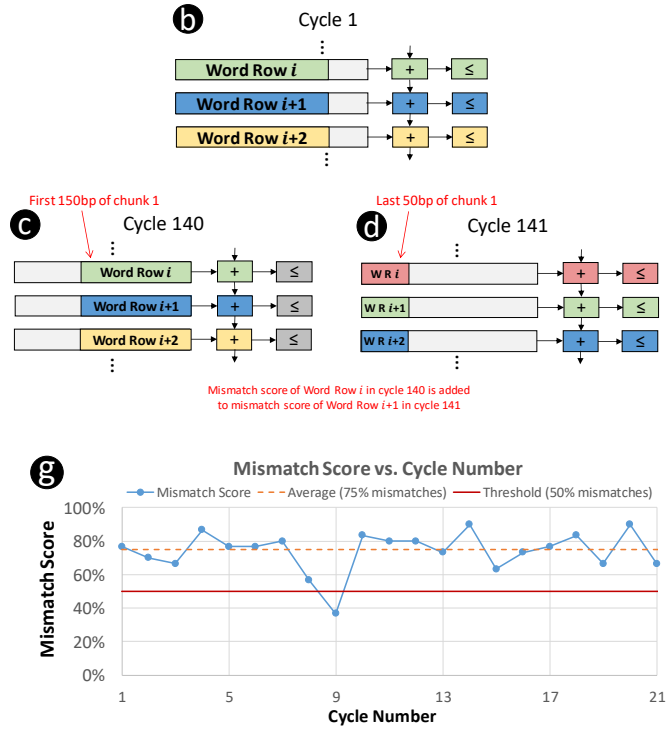 b
Cycle 1
⋮
Word Row i + ≤
Word Row i+1 + ≤
Word Row i+2 + ≤
⋮
First 150bp of chunk 1
c
Cycle 140
⋮
Word Row i + ≤
Word Row i+1 + ≤
Word Row i+2 + ≤
⋮
Last 50bp of chunk 1
d
Cycle 141
⋮
W R i + ≤
W R i+1 + ≤
W R i+2 + ≤
⋮
Mismatch score of Word Row i in cycle 140 is added
to mismatch score of Word Row i+1 in cycle 141
g
Mismatch Score vs. Cycle Number
Mismatch Score Average (75% mismatches) Threshold (50% mismatches)
Mismatch Score
100%
80%
60%
40%
20%
0%
1 5 9 13 17 21
Cycle Number